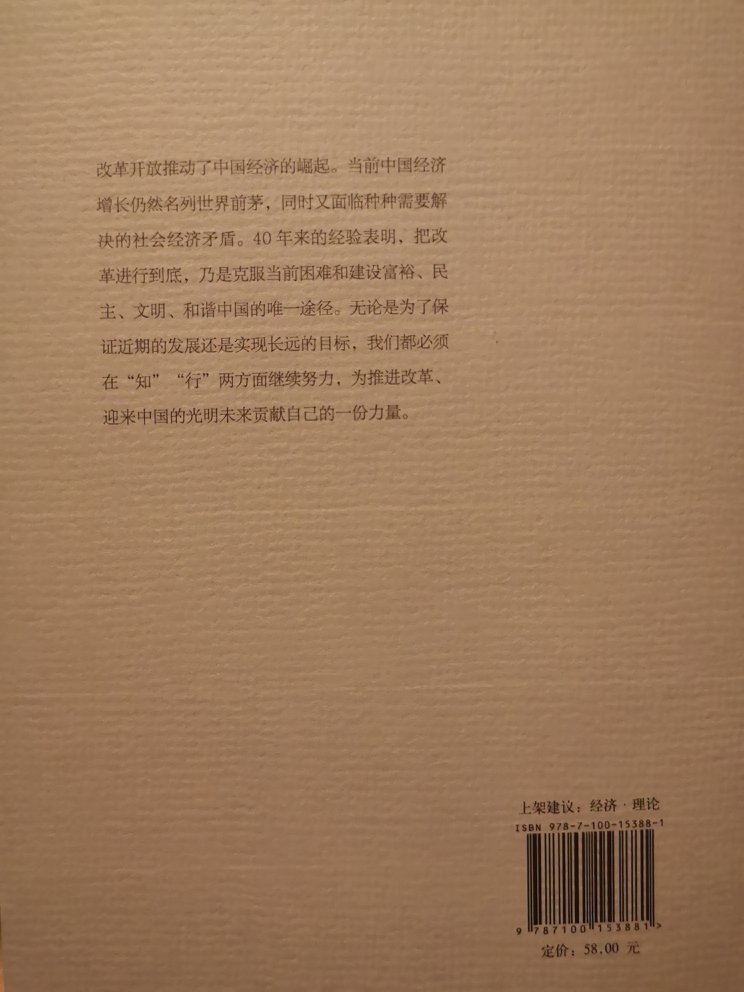 改革开放推动了中国经济的崛起。当前中国经济
增长仍然名列世界前茅，同时又面临种种需要解
决的社会经济矛盾。40 年来的经验表明，把改
革进行到底，乃是克服当前困难和建设富裕、民
主、文明、和谐中国的唯一途径。无论是为了保
证近期的发展还是实现长远的目标，我们都必须
在“知”“行”两方面继续努力，为推进改革、
迎来中国的光明未来贡献自己的一份力量。
上架建议：经济·理论
ISBN 978-7-100-15388-1
9 787100 153881 >
定价：58.00 元